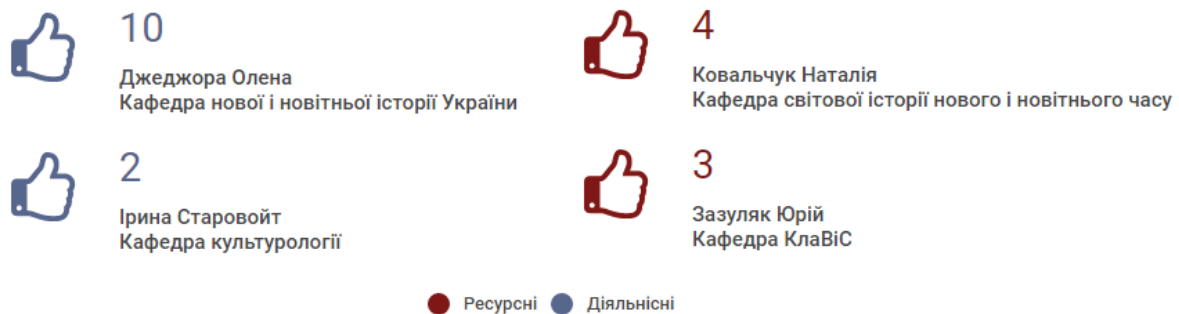 10
Джеджора Олена
Кафедра нової і новітньої історії України
4
Ковальчук Наталія
Кафедра світової історії нового і новітнього часу
2
Ірина Старовойт
Кафедра культурології
3
Зазуляк Юрій
Кафедра КлаВіС
Ресурсні Діяльнісні